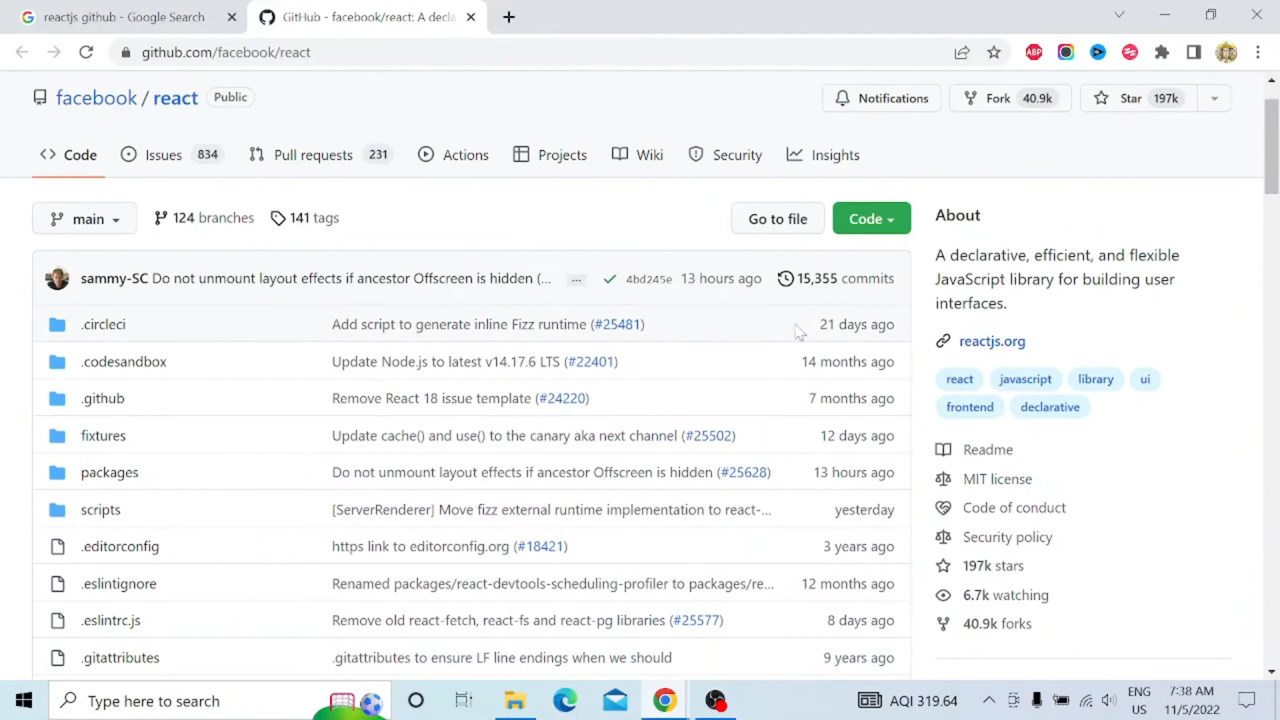 reactjs github - Google Search
GitHub - facebook/react: A decla
github.com/facebook/react
ABP
facebook / react Public
Notifications
Fork 40.9k
Star 197k
Code
Issues 834
Pull requests 231
Actions
Projects
Wiki
Security
Insights
main
124 branches
141 tags
Go to file
Code
sammy-SC Do not unmount layout effects if ancestor Offscreen is hidden (... ... 4bd245e 13 hours ago 15,355 commits
.circleci Add script to generate inline Fizz runtime (#25481) 21 days ago
.codesandbox Update Node.js to latest v14.17.6 LTS (#22401) 14 months ago
.github Remove React 18 issue template (#24220) 7 months ago
fixtures Update cache() and use() to the canary aka next channel (#25502) 12 days ago
packages Do not unmount layout effects if ancestor Offscreen is hidden (#25628) 13 hours ago
scripts [ServerRenderer] Move fizz external runtime implementation to react-... yesterday
.editorconfig https link to editorconfig.org (#18421) 3 years ago
.eslintignore Renamed packages/react-devtools-scheduling-profiler to packages/re... 12 months ago
.eslintrc.js Remove old react-fetch, react-fs and react-pg libraries (#25577) 8 days ago
.gitattributes .gitattributes to ensure LF line endings when we should 9 years ago
About
A declarative, efficient, and flexible
JavaScript library for building user
interfaces.
reactjs.org
react javascript library ui
frontend declarative
Readme
MIT license
Code of conduct
Security policy
197k stars
6.7k watching
40.9k forks
Type here to search
AQI 319.64
ENG
US
7:38 AM
11/5/2022